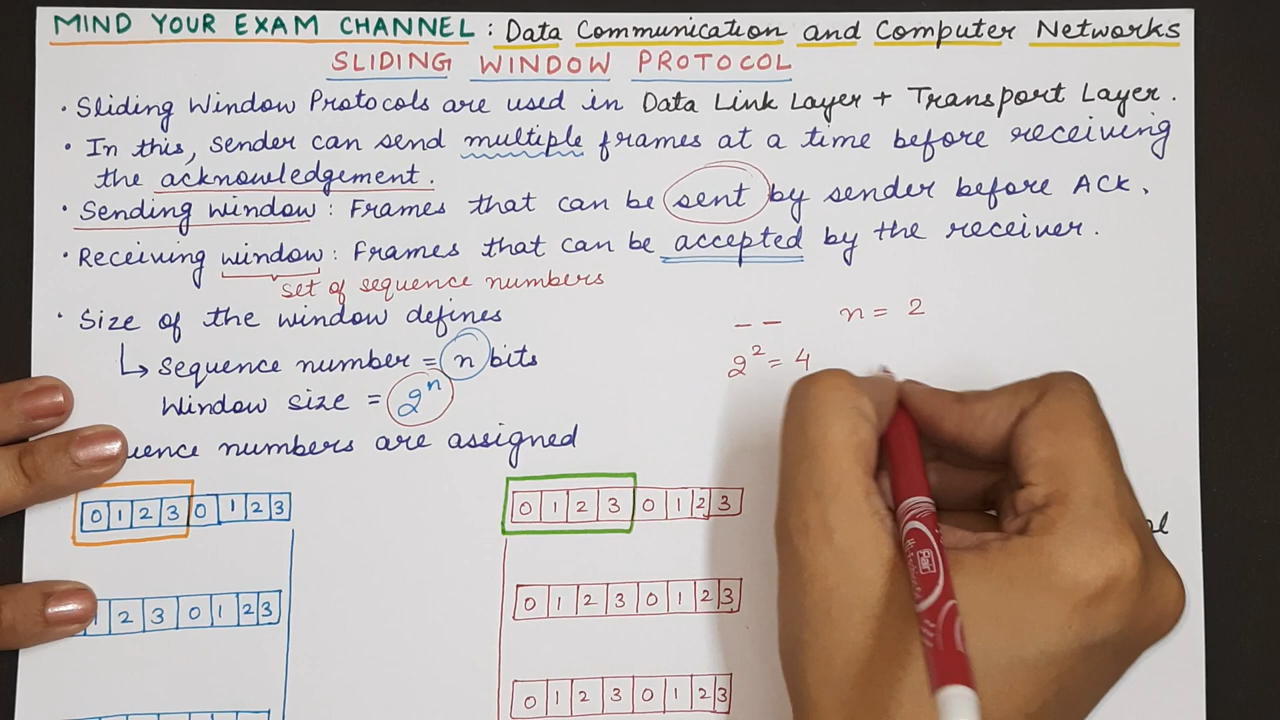 MIND YOUR EXAM CHANNEL : Data Communication and Computer Networks
SLIDING WINDOW PROTOCOL
• Sliding Window Protocols are used in Data Link Layer + Transport Layer.
• In this, sender can send multiple frames at a time before receiving
the acknowledgement.
• Sending window : Frames that can be sent by sender before ACK.
• Receiving window : Frames that can be accepted by the receiver.
set of sequence numbers
• Size of the window defines
n = 2
↳ Sequence number = n bits
2² = 4
Window size = 2ⁿ
numbers are assigned
0 1 2 3 0 1 2 3
0 1 2 3 0 1 2 3
2 3 0 1 2 3
0 1 2 3 0 1 2 3
0 1 2 3 0 1 2 3